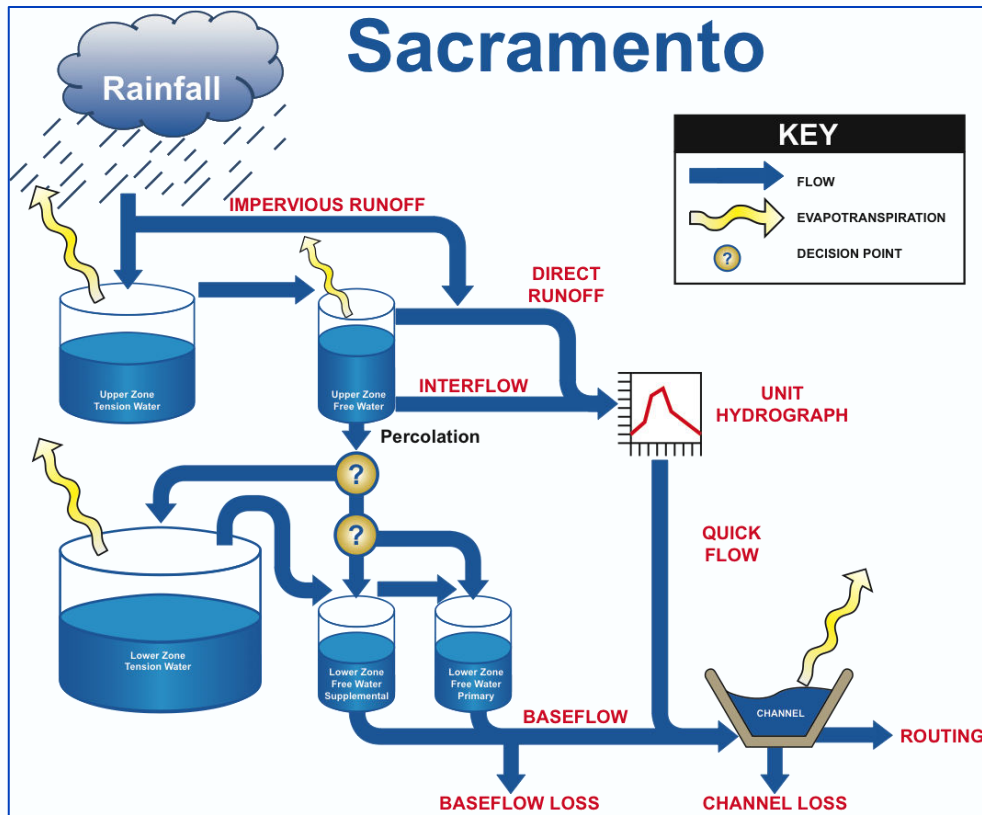 Sacramento
Rainfall
KEY
FLOW
EVAPOTRANSPIRATION
?
DECISION POINT
IMPERVIOUS RUNOFF
DIRECT
RUNOFF
Upper Zone
Tension Water
Upper Zone
Free Water
INTERFLOW
UNIT
HYDROGRAPH
Percolation
?
?
QUICK
FLOW
Lower Zone
Tension Water
Lower Zone
Free Water
Supplemental
Lower Zone
Free Water
Primary
BASEFLOW
CHANNEL
ROUTING
BASEFLOW LOSS
CHANNEL LOSS